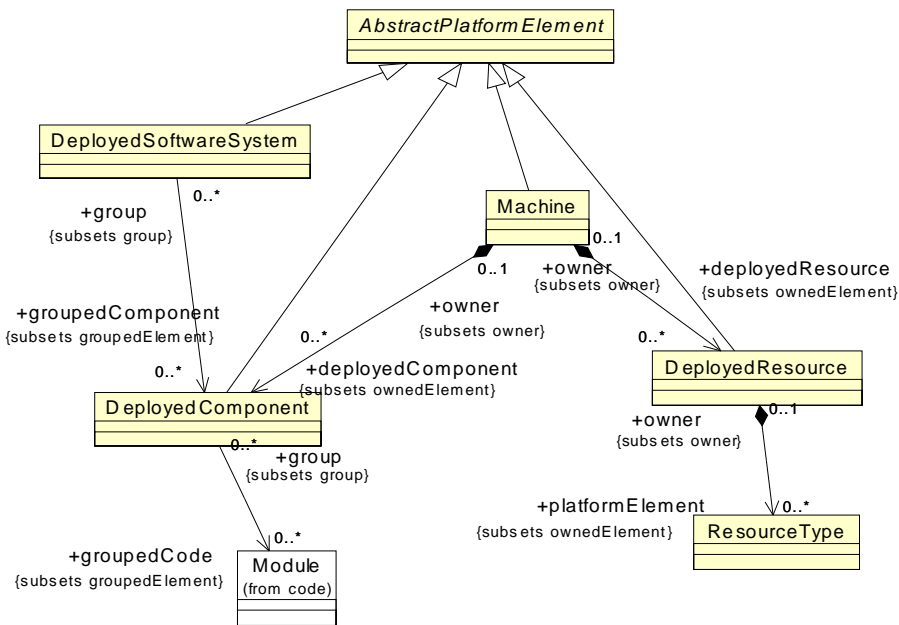 AbstractPlatformElement
DeployedSoftwareSystem
0..*
+group
{subsets group}
Machine
0..1
0..1
+owner
{subsets owner}
+deployedResource
{subsets ownedElement}
+owner
{subsets owner}
+groupedComponent
{subsets groupedElement}
0..*
0..*
0..*
+deployedComponent
{subsets ownedElement}
DeployedResource
DeployedComponent
0..1
+owner
{subsets owner}
0..*
+group
{subsets group}
+platformElement
0..*
{subsets ownedElement}
ResourceType
0..*
+groupedCode
{subsets groupedElement}
Module
(from code)